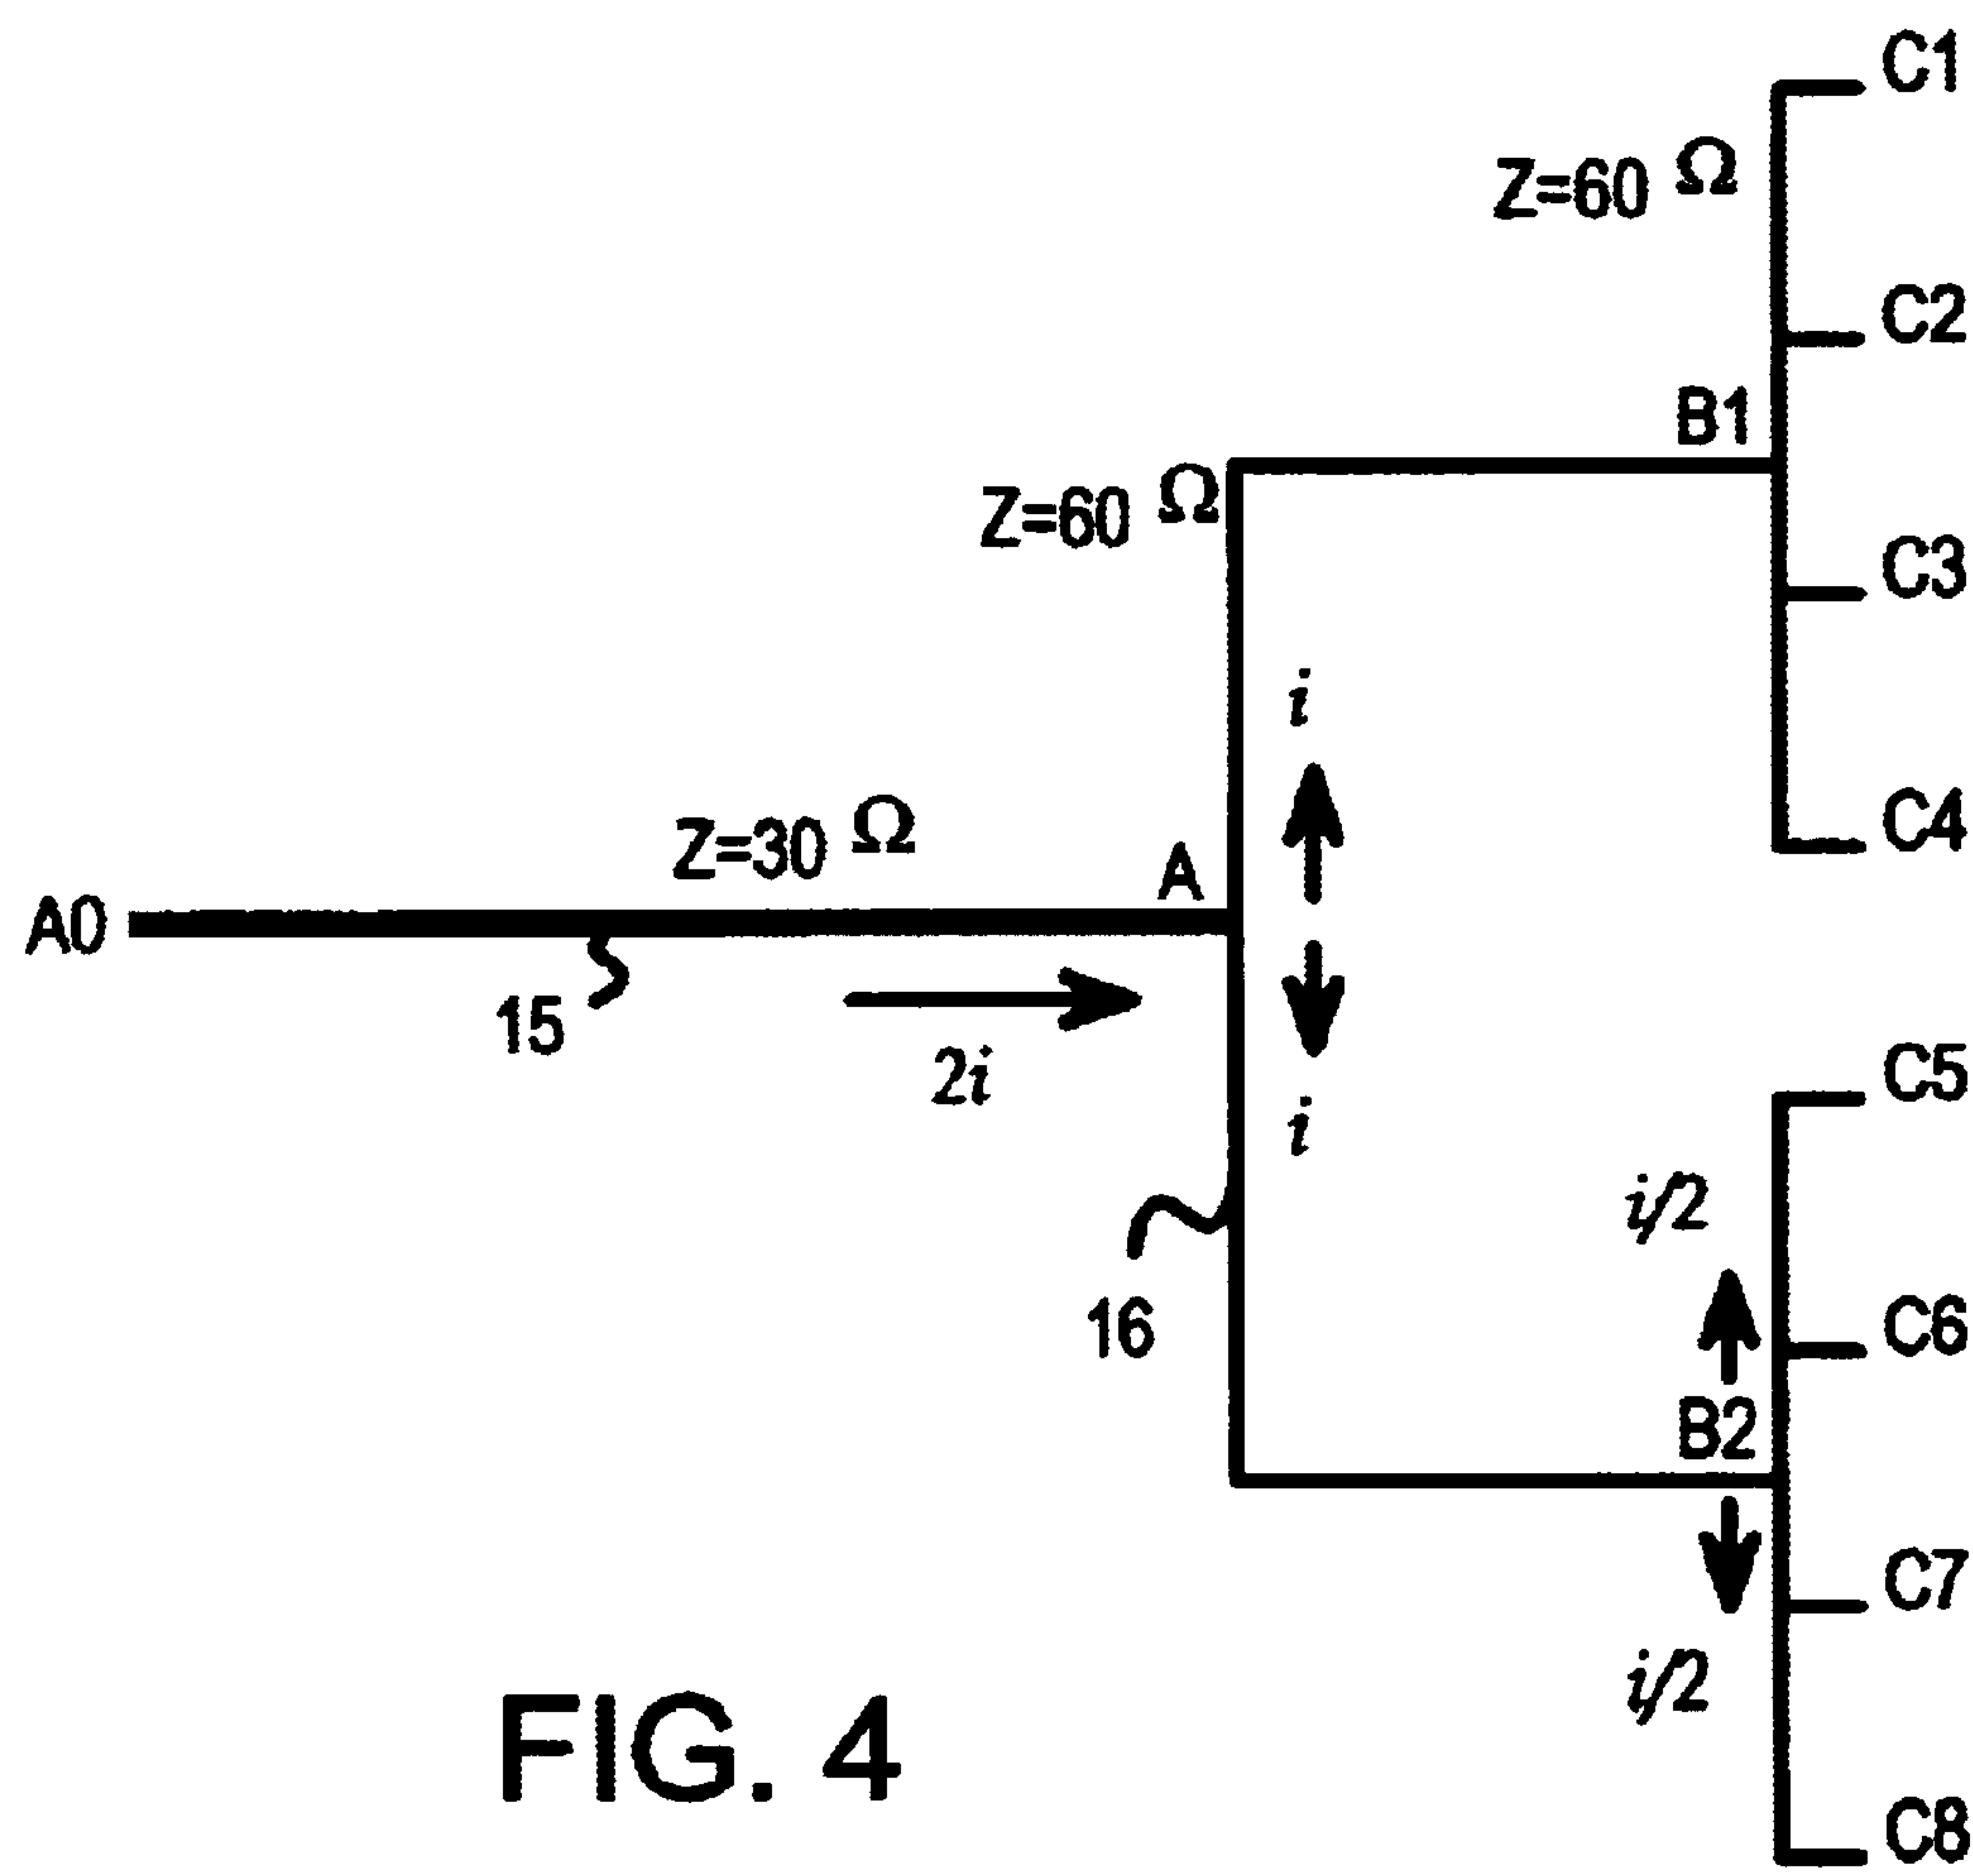 C1
Z=60 Ω
C2
B1
Z=60 Ω
C3
i
C4
Z=30 Ω
A
A0
15
2i
C5
i
i/2
16
C6
B2
C7
i/2
FIG. 4
C8